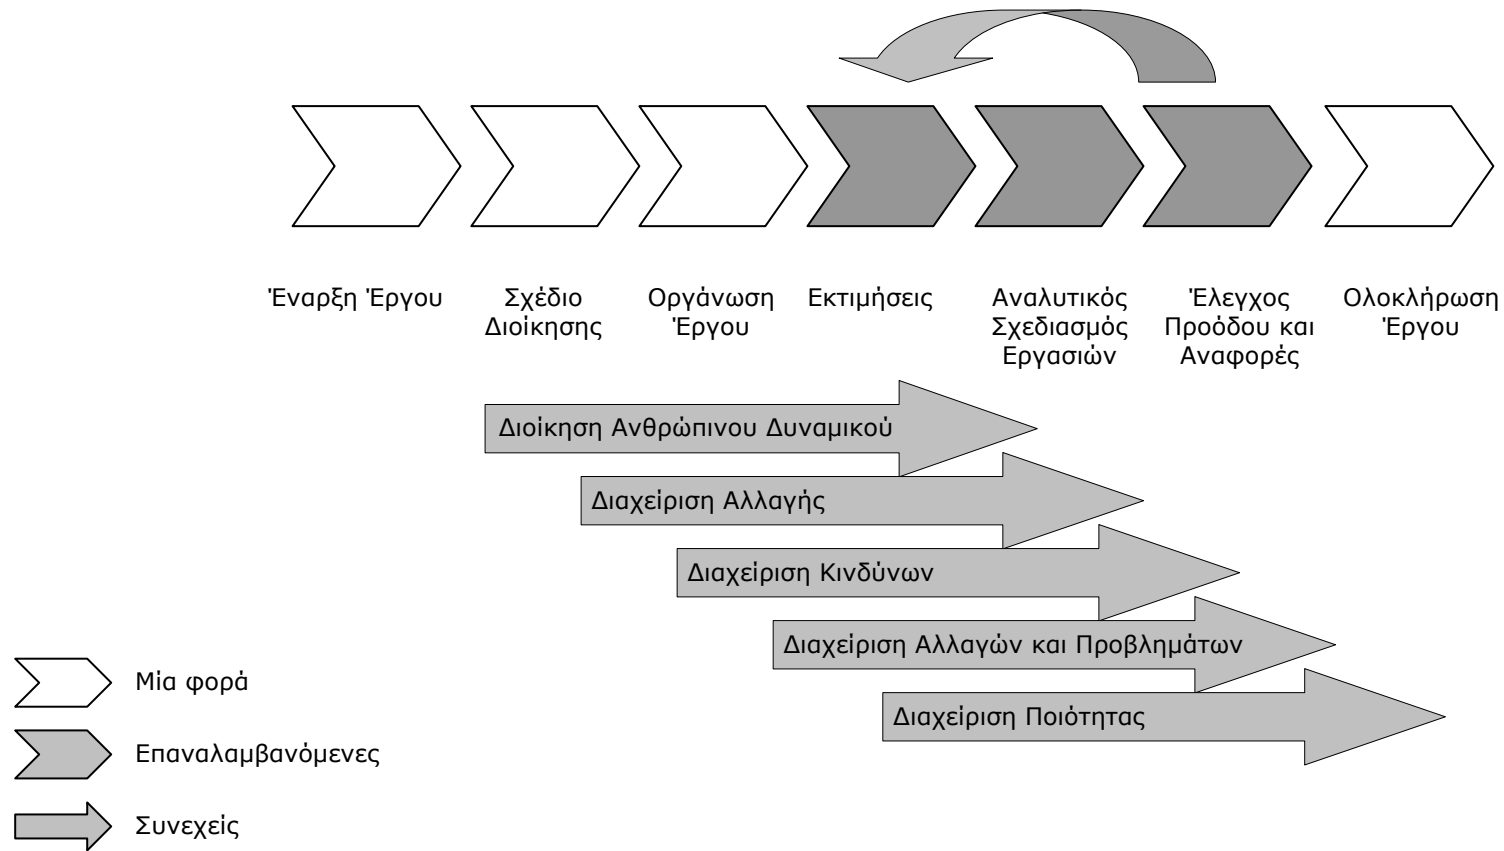 Έναρξη Έργου
Σχέδιο
Διοίκησης
Οργάνωση
Έργου
Εκτιμήσεις
Αναλυτικός
Σχεδιασμός
Εργασιών
Έλεγχος
Προόδου και
Αναφορές
Ολοκλήρωση
Έργου
Διοίκηση Ανθρώπινου Δυναμικού
Διαχείριση Αλλαγής
Διαχείριση Κινδύνων
Διαχείριση Αλλαγών και Προβλημάτων
Διαχείριση Ποιότητας
Μία φορά
Επαναλαμβανόμενες
Συνεχείς